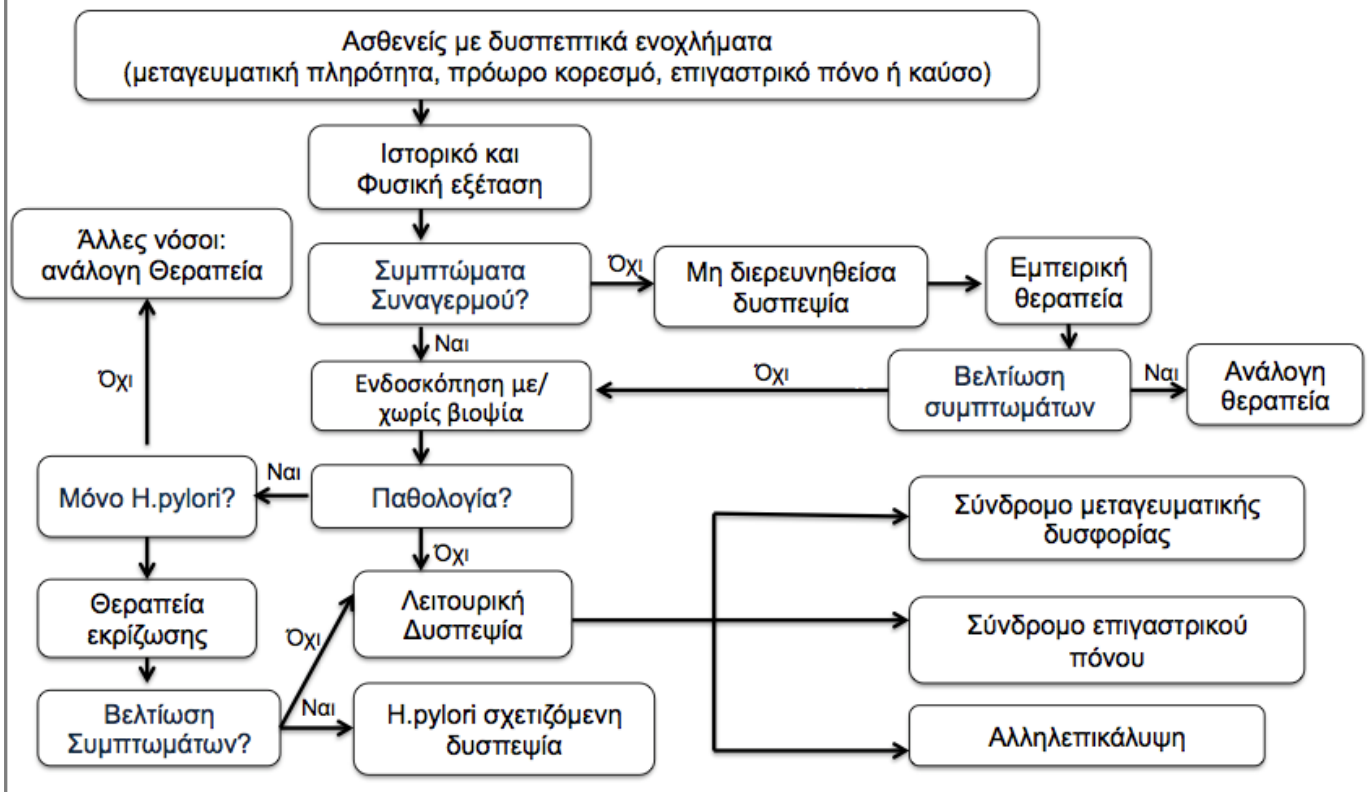 Ασθενείς με δυσπεπτικά ενοχλήματα
(μεταγευματική πληρότητα, πρόωρο κορεσμό, επιγαστρικό πόνο ή καύσο)
Ιστορικό και
Φυσική εξέταση
Άλλες νόσοι:
ανάλογη Θεραπεία
Συμπτώματα
Συναγερμού?
Όχι
Μη διερευνηθείσα
δυσπεψία
Εμπειρική
θεραπεία
Ναι
Όχι
Ενδοσκόπηση με/
χωρίς βιοψία
Όχι
Βελτίωση
συμπτωμάτων
Ναι
Ανάλογη
θεραπεία
Μόνο H.pylori?
Ναι
Παθολογία?
Σύνδρομο μεταγευματικής
δυσφορίας
Όχι
Θεραπεία
εκρίζωσης
Όχι
Λειτουρική
Δυσπεψία
Σύνδρομο επιγαστρικού
πόνου
Βελτίωση
Συμπτωμάτων?
Ναι
H.pylori σχετιζόμενη
δυσπεψία
Αλληλεπικάλυψη